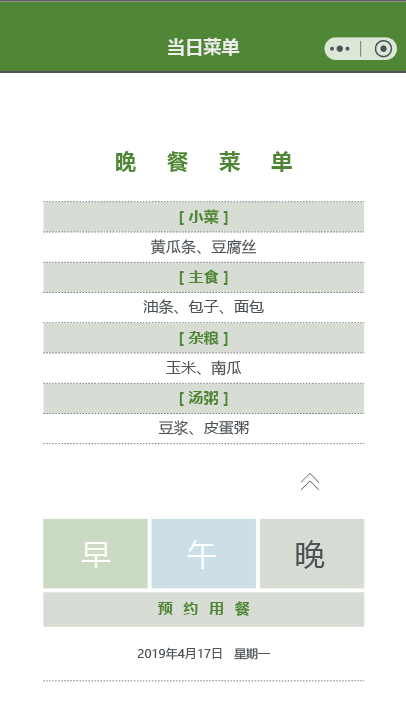 当日菜单
晚 餐 菜 单
[ 小菜 ]
黄瓜条、豆腐丝
[ 主食 ]
油条、包子、面包
[ 杂粮 ]
玉米、南瓜
[ 汤粥 ]
豆浆、皮蛋粥
早 午 晚
预 约 用 餐
2019年4月17日 星期一